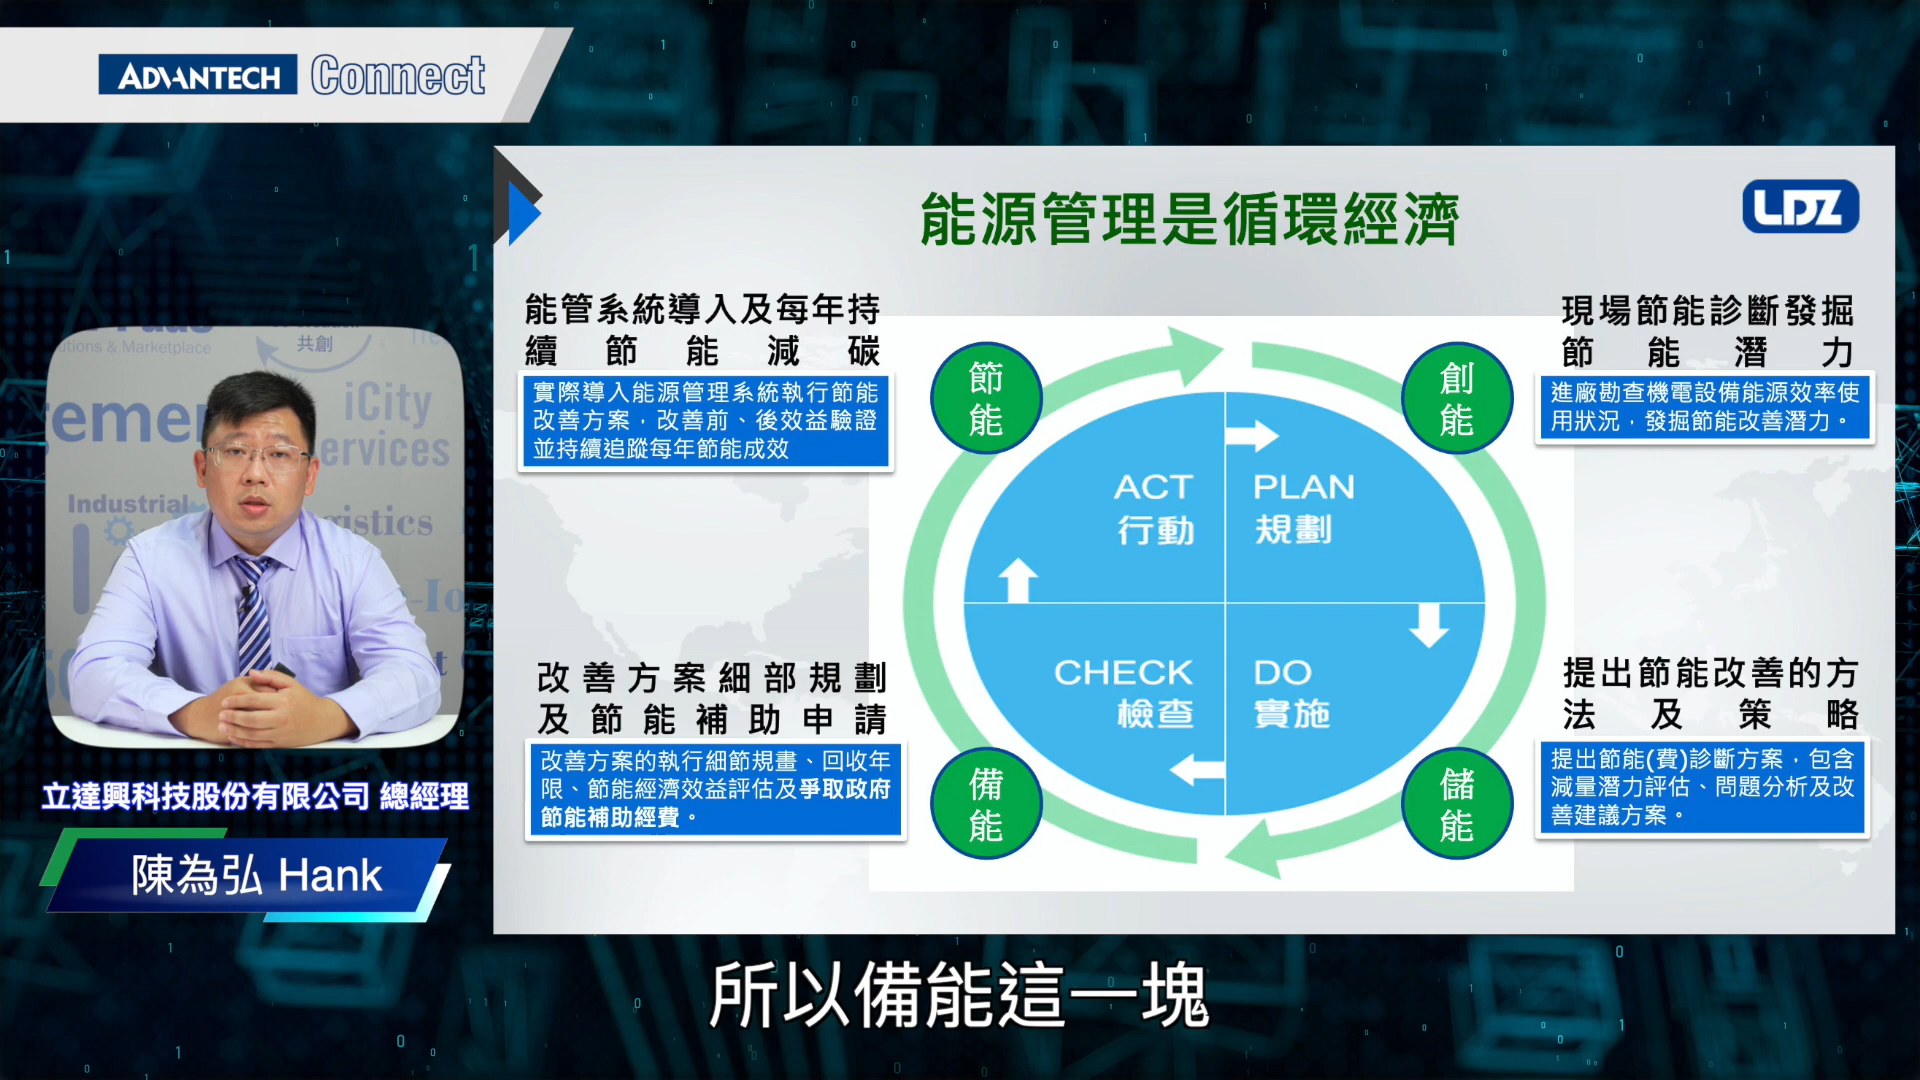 ADVANTECH Connect
能源管理是循環經濟
LDZ
能管系統導入及每年持
續節能減碳
實際導入能源管理系統執行節能
改善方案，改善前、後效益驗證
並持續追蹤每年節能成效
現場節能診斷發掘
節能潛力
進廠勘查機電設備能源效率使
用狀況，發掘節能改善潛力。
節能
創能
ACT
行動
PLAN
規劃
CHECK
檢查
DO
實施
備能
儲能
改善方案細部規劃
及節能補助申請
改善方案的執行細節規畫、回收年
限、節能經濟效益評估及爭取政府
節能補助經費。
提出節能改善的方
法及策略
提出節能(費)診斷方案，包含
減量潛力評估、問題分析及改
善建議方案。
utions & Marketplace
共創
iCity
ervices
Industrial
gistics
立達興科技股份有限公司 總經理
陳為弘 Hank
所以備能這一塊